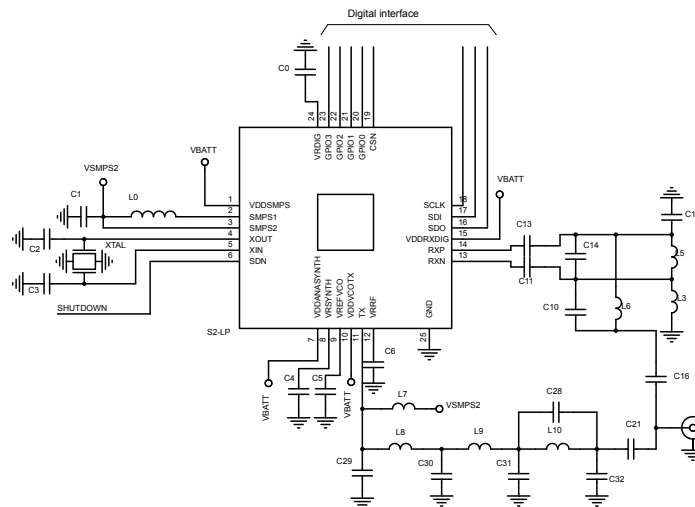 Digital interface
C0
24
23
22
21
20
19
VRDIG
GPIO3
GPIO2
GPIO1
GPIO0
CSN
VBATT
VSMPS2
C1
L0
1
VDDSMPS
2
SMPS1
3
SMPS2
4
XOUT
5
XIN
6
SDN
C2
XTAL
C3
SHUTDOWN
S2-LP
SCLK
18
SDI
17
SDO
16
VDDRXDIG
15
RXP
14
RXN
13
VBATT
C13
C11
C14
C10
L6
C1
L5
L3
C16
VDDANASYNTH
VRSYNTH
VREFVCO
VDDVCOTX
TX
VRRF
GND
7
8
9
10
11
12
25
VBATT
C4
C5
VBATT
C6
L7
VSMPS2
C28
L8
L9
L10
C21
C29
C30
C31
C32